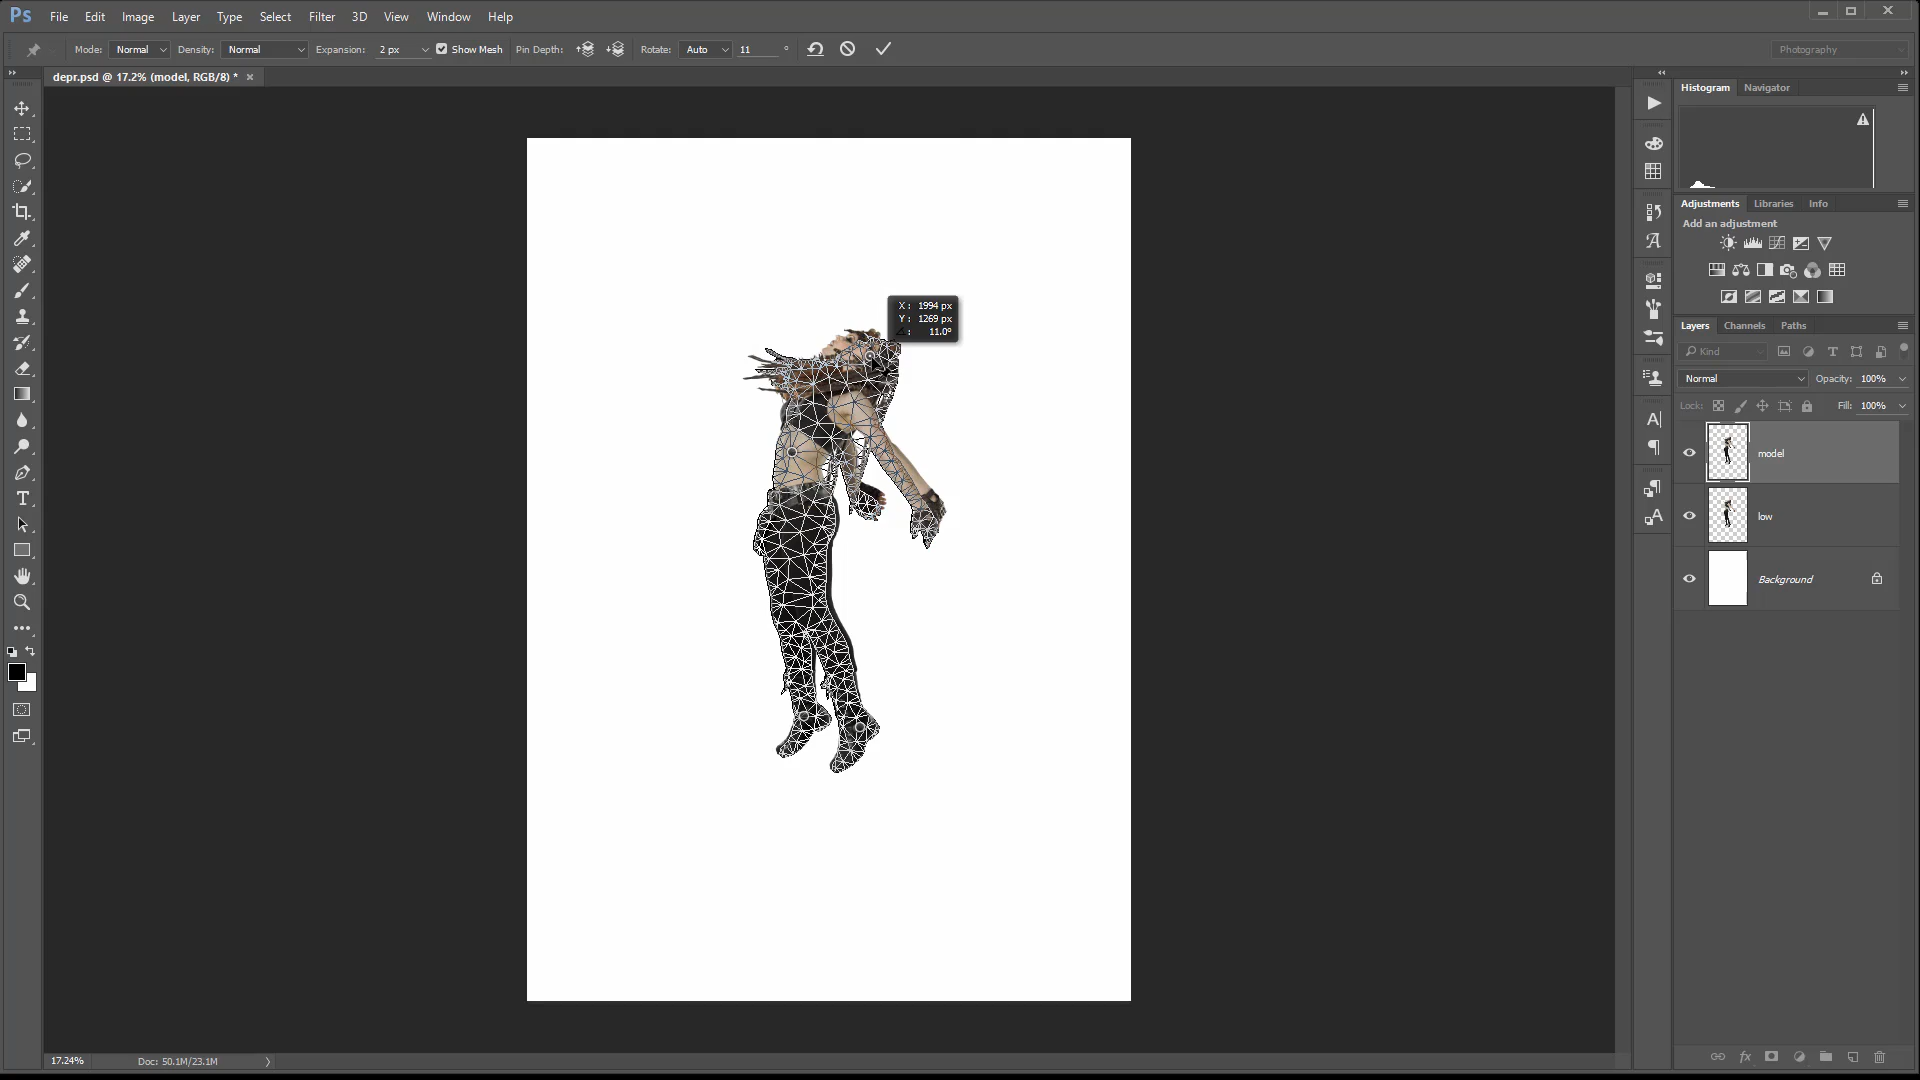 Ps File Edit Image Layer Type Select Filter 3D View Window Help
Mode: Normal Density: Normal Expansion: 2 px Show Mesh Pin Depth: Rotate: Auto 11 ° Photography
depr.psd @ 17.2% (model, RGB/8) * ×
Histogram Navigator
Adjustments Libraries Info
Add an adjustment
X : 1994 px
Y : 1269 px
: 11.0°
Layers Channels Paths
Kind
Normal Opacity: 100%
Lock: Fill: 100%
model
low
Background
17.24% Doc: 50.1M/23.1M